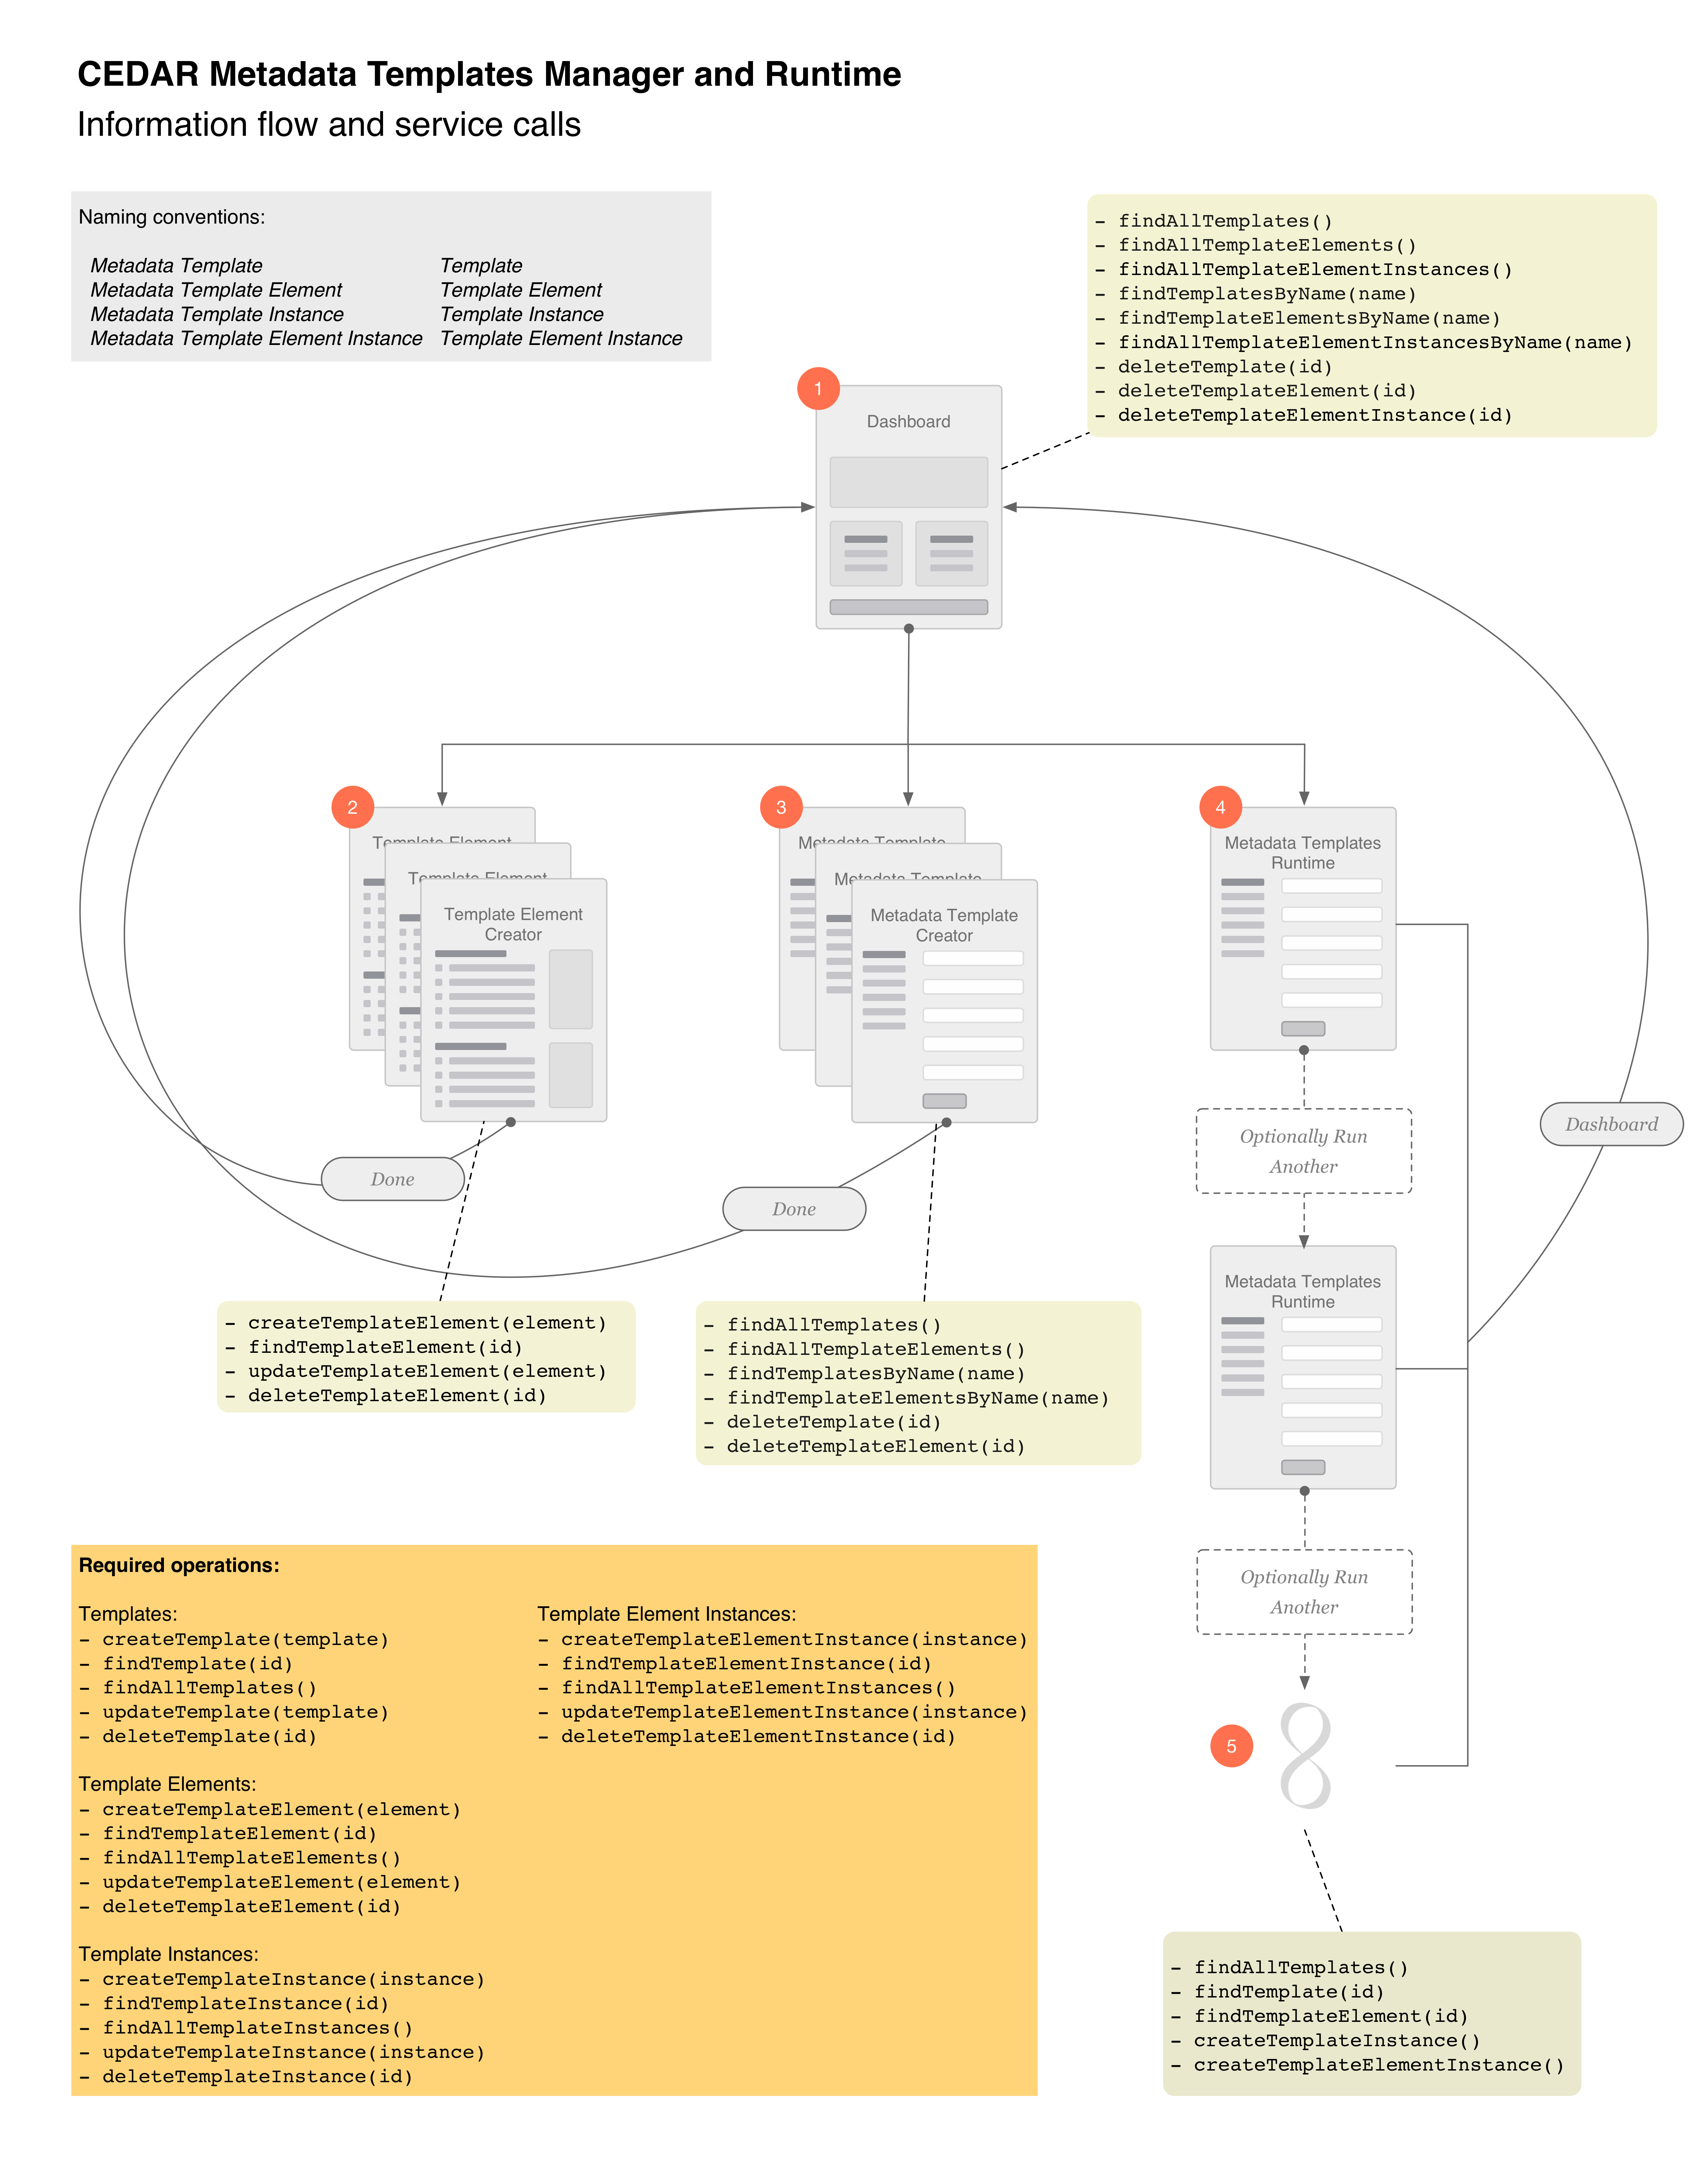 CEDAR Metadata Templates Manager and Runtime
Information flow and service calls
Naming conventions:
Metadata Template Template
Metadata Template Element Template Element
Metadata Template Instance Template Instance
Metadata Template Element Instance Template Element Instance
- findAllTemplates()
- findAllTemplateElements()
- findAllTemplateElementInstances()
- findTemplatesByName(name)
- findTemplateElementsByName(name)
- findAllTemplateElementInstancesByName(name)
- deleteTemplate(id)
- deleteTemplateElement(id)
- deleteTemplateElementInstance(id)
1
Dashboard
2
Template Element
Template Element
Template Element
Creator
3
Metadata Template
Metadata Template
Metadata Template
Creator
4
Metadata Templates
Runtime
Optionally Run
Another
Dashboard
Done
Done
Metadata Templates
Runtime
- createTemplateElement(element)
- findTemplateElement(id)
- updateTemplateElement(element)
- deleteTemplateElement(id)
- findAllTemplates()
- findAllTemplateElements()
- findTemplatesByName(name)
- findTemplateElementsByName(name)
- deleteTemplate(id)
- deleteTemplateElement(id)
Optionally Run
Another
5
8
Required operations:
Templates:
- createTemplate(template)
- findTemplate(id)
- findAllTemplates()
- updateTemplate(template)
- deleteTemplate(id)
Template Elements:
- createTemplateElement(element)
- findTemplateElement(id)
- findAllTemplateElements()
- updateTemplateElement(element)
- deleteTemplateElement(id)
Template Instances:
- createTemplateInstance(instance)
- findTemplateInstance(id)
- findAllTemplateInstances()
- updateTemplateInstance(instance)
- deleteTemplateInstance(id)
Template Element Instances:
- createTemplateElementInstance(instance)
- findTemplateElementInstance(id)
- findAllTemplateElementInstances()
- updateTemplateElementInstance(instance)
- deleteTemplateElementInstance(id)
- findAllTemplates()
- findTemplate(id)
- findTemplateElement(id)
- createTemplateInstance()
- createTemplateElementInstance()